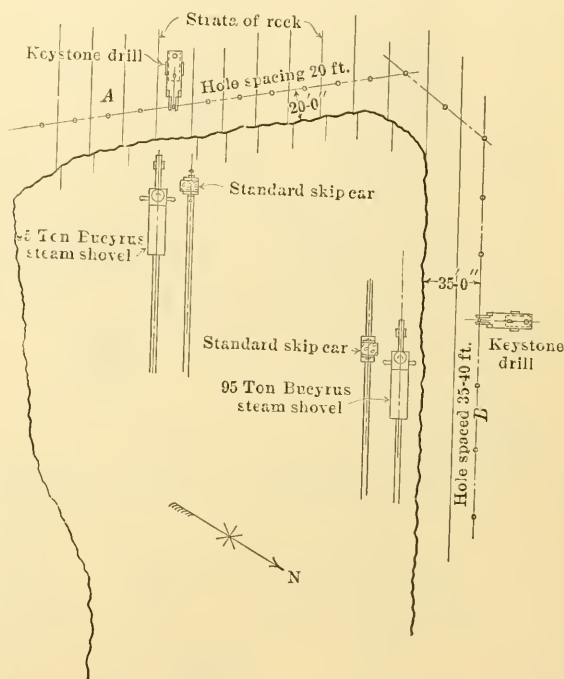 Strata of rock
Keystone drill
Hole spacing 20 ft.
A
20'-0"
Standard skip car
Ton Bucyrus
steam shovel
35'-0"
Standard skip car
Keystone
drill
95 Ton Bucyrus
steam shovel
Hole spaced 35-40 ft.
B
N